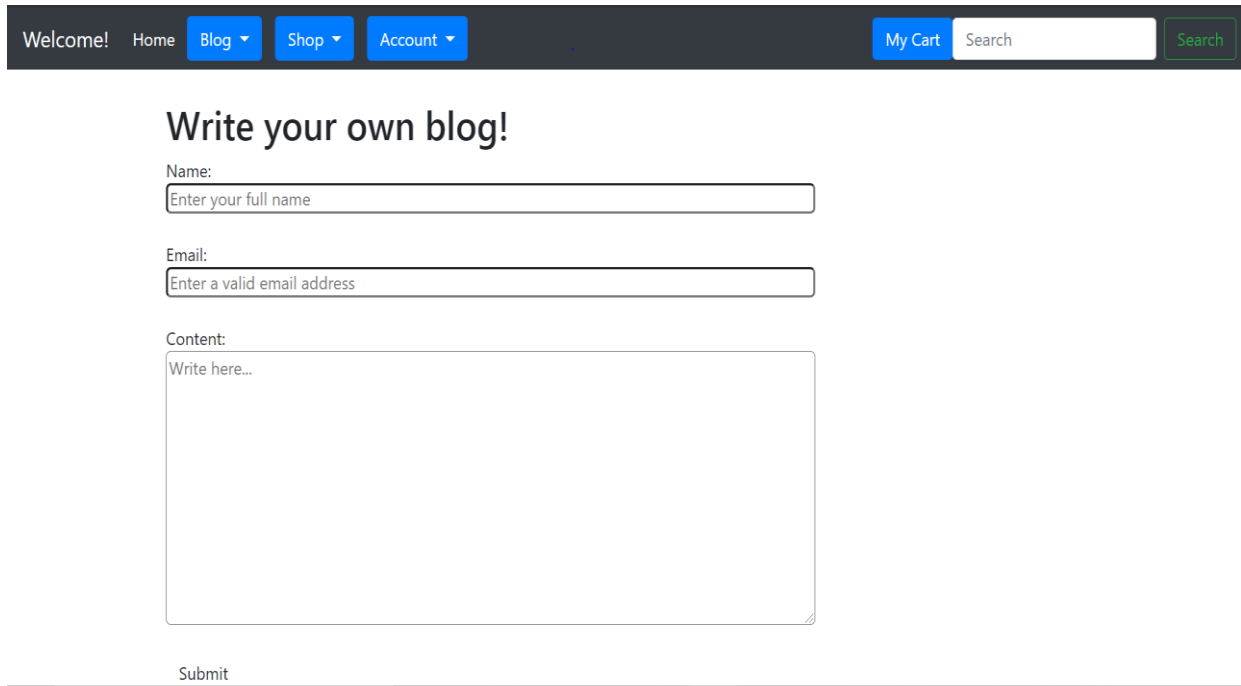 Welcome! Home Blog Shop Account My Cart Search Search
Write your own blog!
Name:
Enter your full name
Email:
Enter a valid email address
Content:
Write here...
Submit